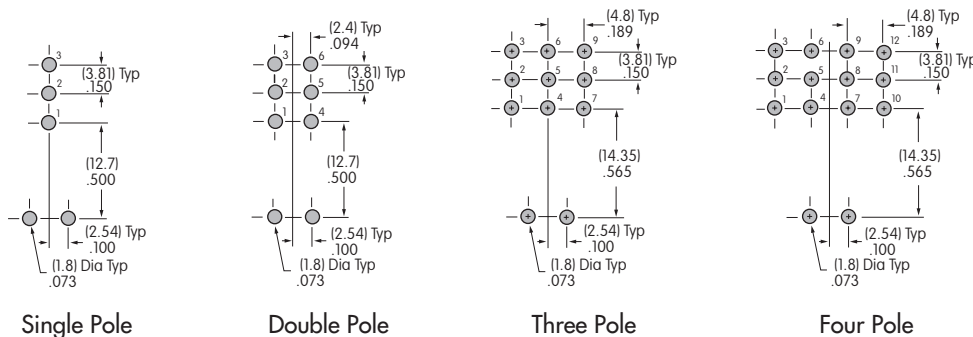 3
(3.81) Typ
.150
2
1
(12.7)
.500
(2.54) Typ
.100
(1.8) Dia Typ
.073
Single Pole
(2.4) Typ
.094
3 6
(3.81) Typ
.150
2 5
1 4
(12.7)
.500
(2.54) Typ
.100
(1.8) Dia Typ
.073
Double Pole
(4.8) Typ
.189
3 6 9
(3.81) Typ
.150
2 5 8
1 4 7
(14.35)
.565
(2.54) Typ
.100
(1.8) Dia Typ
.073
Three Pole
(4.8) Typ
.189
3 6 9 12
(3.81) Typ
.150
2 5 8 11
1 4 7 10
(14.35)
.565
(2.54) Typ
.100
(1.8) Dia Typ
.073
Four Pole